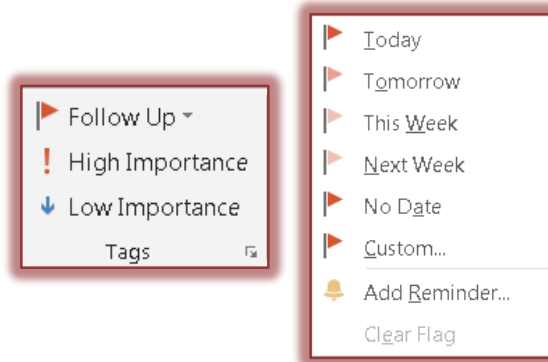 Follow Up
! High Importance
Low Importance
Tags
Today
Tomorrow
This Week
Next Week
No Date
Custom...
Add Reminder...
Clear Flag